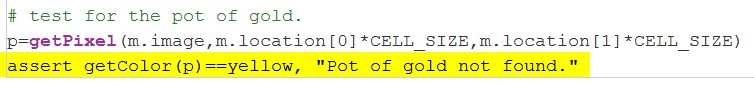 # test for the pot of gold.
p=getPixel(m.image,m.location[0]*CELL_SIZE,m.location[1]*CELL_SIZE)
assert getColor(p)==yellow, "Pot of gold not found."